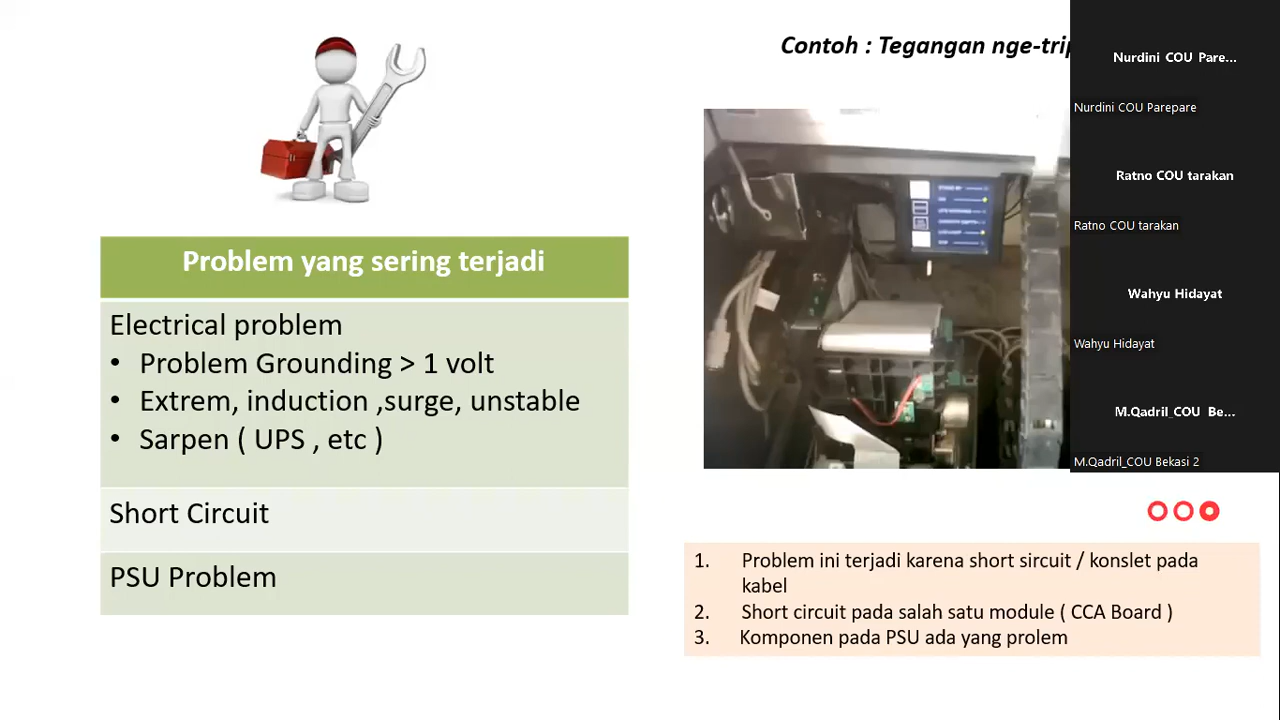 Contoh : Tegangan nge-trip
Problem yang sering terjadi
Electrical problem
• Problem Grounding > 1 volt
• Extrem, induction ,surge, unstable
• Sarpen ( UPS , etc )
Short Circuit
PSU Problem
1. Problem ini terjadi karena short sircuit / konslet pada
kabel
2. Short circuit pada salah satu module ( CCA Board )
3. Komponen pada PSU ada yang prolem
Nurdini COU Pare...
Nurdini COU Parepare
Ratno COU tarakan
Ratno COU tarakan
Wahyu Hidayat
Wahyu Hidayat
M.Qadril_COU Be...
M.Qadril_COU Bekasi 2